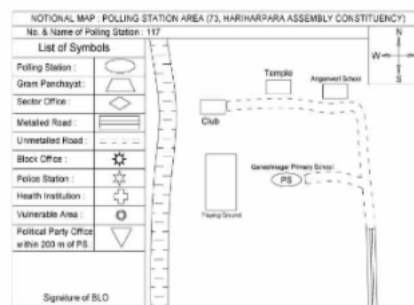 NOTIONAL MAP : POLLING STATION AREA (73, HARIHARPARA ASSEMBLY CONSTITUENCY)
No. & Name of Polling Station : 117
List of Symbols
Polling Station :
Gram Panchayat :
Sector Office :
Metalled Road :
Unmetalled Road :
Block Office :
Police Station :
Health Institution :
Vulnerable Area :
Political Party Office
within 200 m of PS :
Signature of BLO
N
W
E
S
Temple
Anganwari School
Club
Ganeshnagar Primary School
PS
Playing Ground